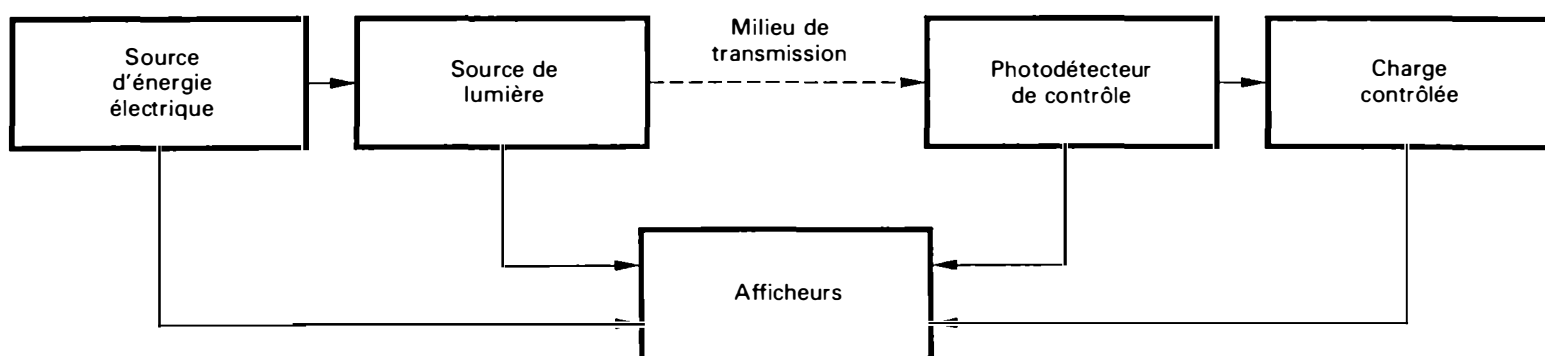 Source
d'énergie
électrique
Source de
lumière
Milieu de
transmission
Photodétecteur
de contrôle
Charge
contrôlée
Afficheurs